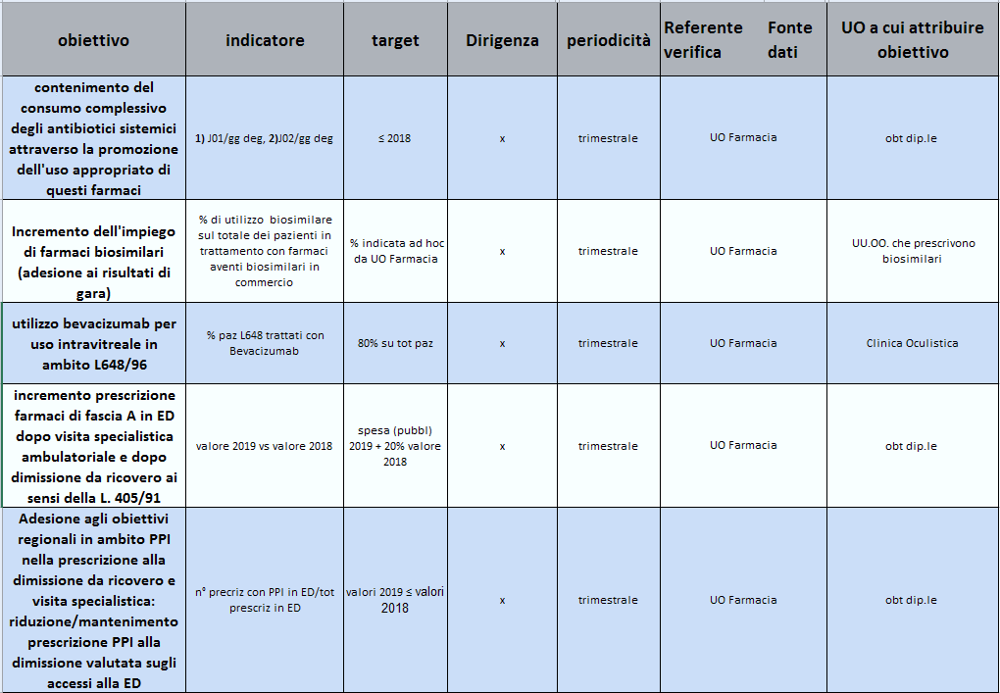 obiettivo
indicatore
target
Dirigenza
periodicità
Referente Fonte
verifica dati
UO a cui attribuire
obiettivo
contenimento del
consumo complessivo
degli antibiotici sistemici
attraverso la promozione
dell'uso appropriato di
questi farmaci
1) J01/gg deg, 2)J02/gg deg
≤ 2018
x
trimestrale
UO Farmacia
obt dip.le
Incremento dell'impiego
di farmaci biosimilari
(adesione ai risultati di
gara)
% di utilizzo biosimilare
sul totale dei pazienti in
trattamento con farmaci
aventi biosimilari in
commercio
% indicata ad hoc
da UO Farmacia
x
trimestrale
UO Farmacia
UU.OO. che prescrivono
biosimilari
utilizzo bevacizumab per
uso intravitreale in
ambito L648/96
% paz L648 trattati con
Bevacizumab
80% su tot paz
x
trimestrale
UO Farmacia
Clinica Oculistica
incremento prescrizione
farmaci di fascia A in ED
dopo visita specialistica
ambulatoriale e dopo
dimissione da ricovero ai
sensi della L. 405/91
valore 2019 vs valore 2018
spesa (pubbl)
2019 + 20% valore
2018
x
trimestrale
UO Farmacia
obt dip.le
Adesione agli obiettivi
regionali in ambito PPI
nella prescrizione alla
dimissione da ricovero e
visita specialistica:
riduzione/mantenimento
prescrizione PPI alla
dimissione valutata sugli
accessi alla ED
n° precriz con PPI in ED/tot
prescriz in ED
valori 2019 ≤ valori
2018
x
trimestrale
UO Farmacia
obt dip.le